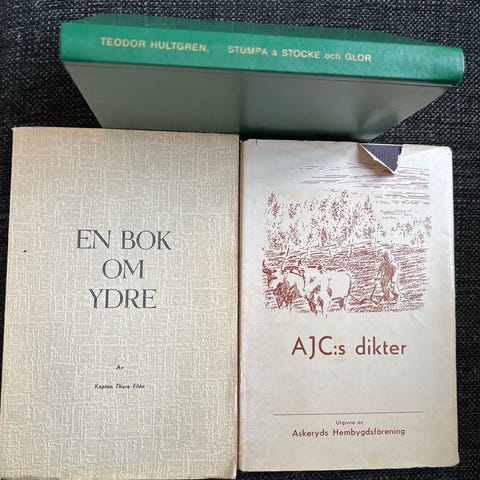 TEODOR HULTGREN. STUMPA á STOCKE och GLOR
EN BOK
OM
YDRE
Av
Kapten Thure Filén
AJC:s dikter
Utgivna av
Askeryds Hembygdsförening